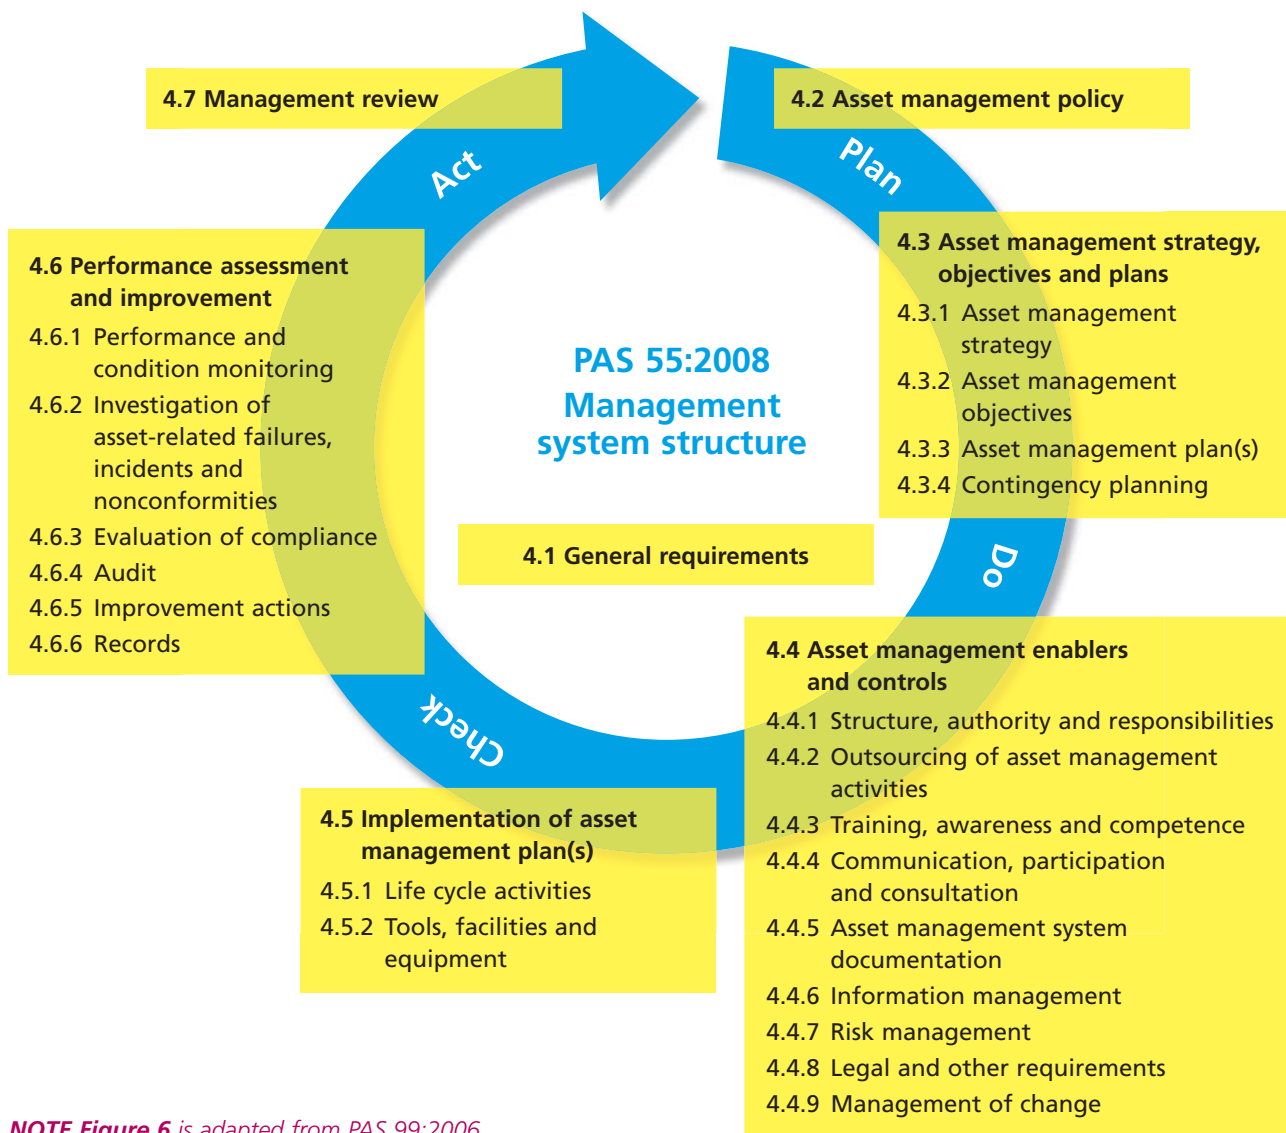 4.7 Management review
4.2 Asset management policy
Act
Plan
4.3 Asset management strategy,
objectives and plans
4.3.1 Asset management
strategy
4.3.2 Asset management
objectives
4.3.3 Asset management plan(s)
4.3.4 Contingency planning
4.6 Performance assessment
and improvement
4.6.1 Performance and
condition monitoring
4.6.2 Investigation of
asset-related failures,
incidents and
nonconformities
4.6.3 Evaluation of compliance
4.6.4 Audit
4.6.5 Improvement actions
4.6.6 Records
PAS 55:2008
Management
system structure
4.1 General requirements
Do
4.4 Asset management enablers
and controls
4.4.1 Structure, authority and responsibilities
4.4.2 Outsourcing of asset management
activities
4.4.3 Training, awareness and competence
4.4.4 Communication, participation
and consultation
4.4.5 Asset management system
documentation
4.4.6 Information management
4.4.7 Risk management
4.4.8 Legal and other requirements
4.4.9 Management of change
Check
4.5 Implementation of asset
management plan(s)
4.5.1 Life cycle activities
4.5.2 Tools, facilities and
equipment
NOTE Figure 6 is adapted from PAS 99:2006